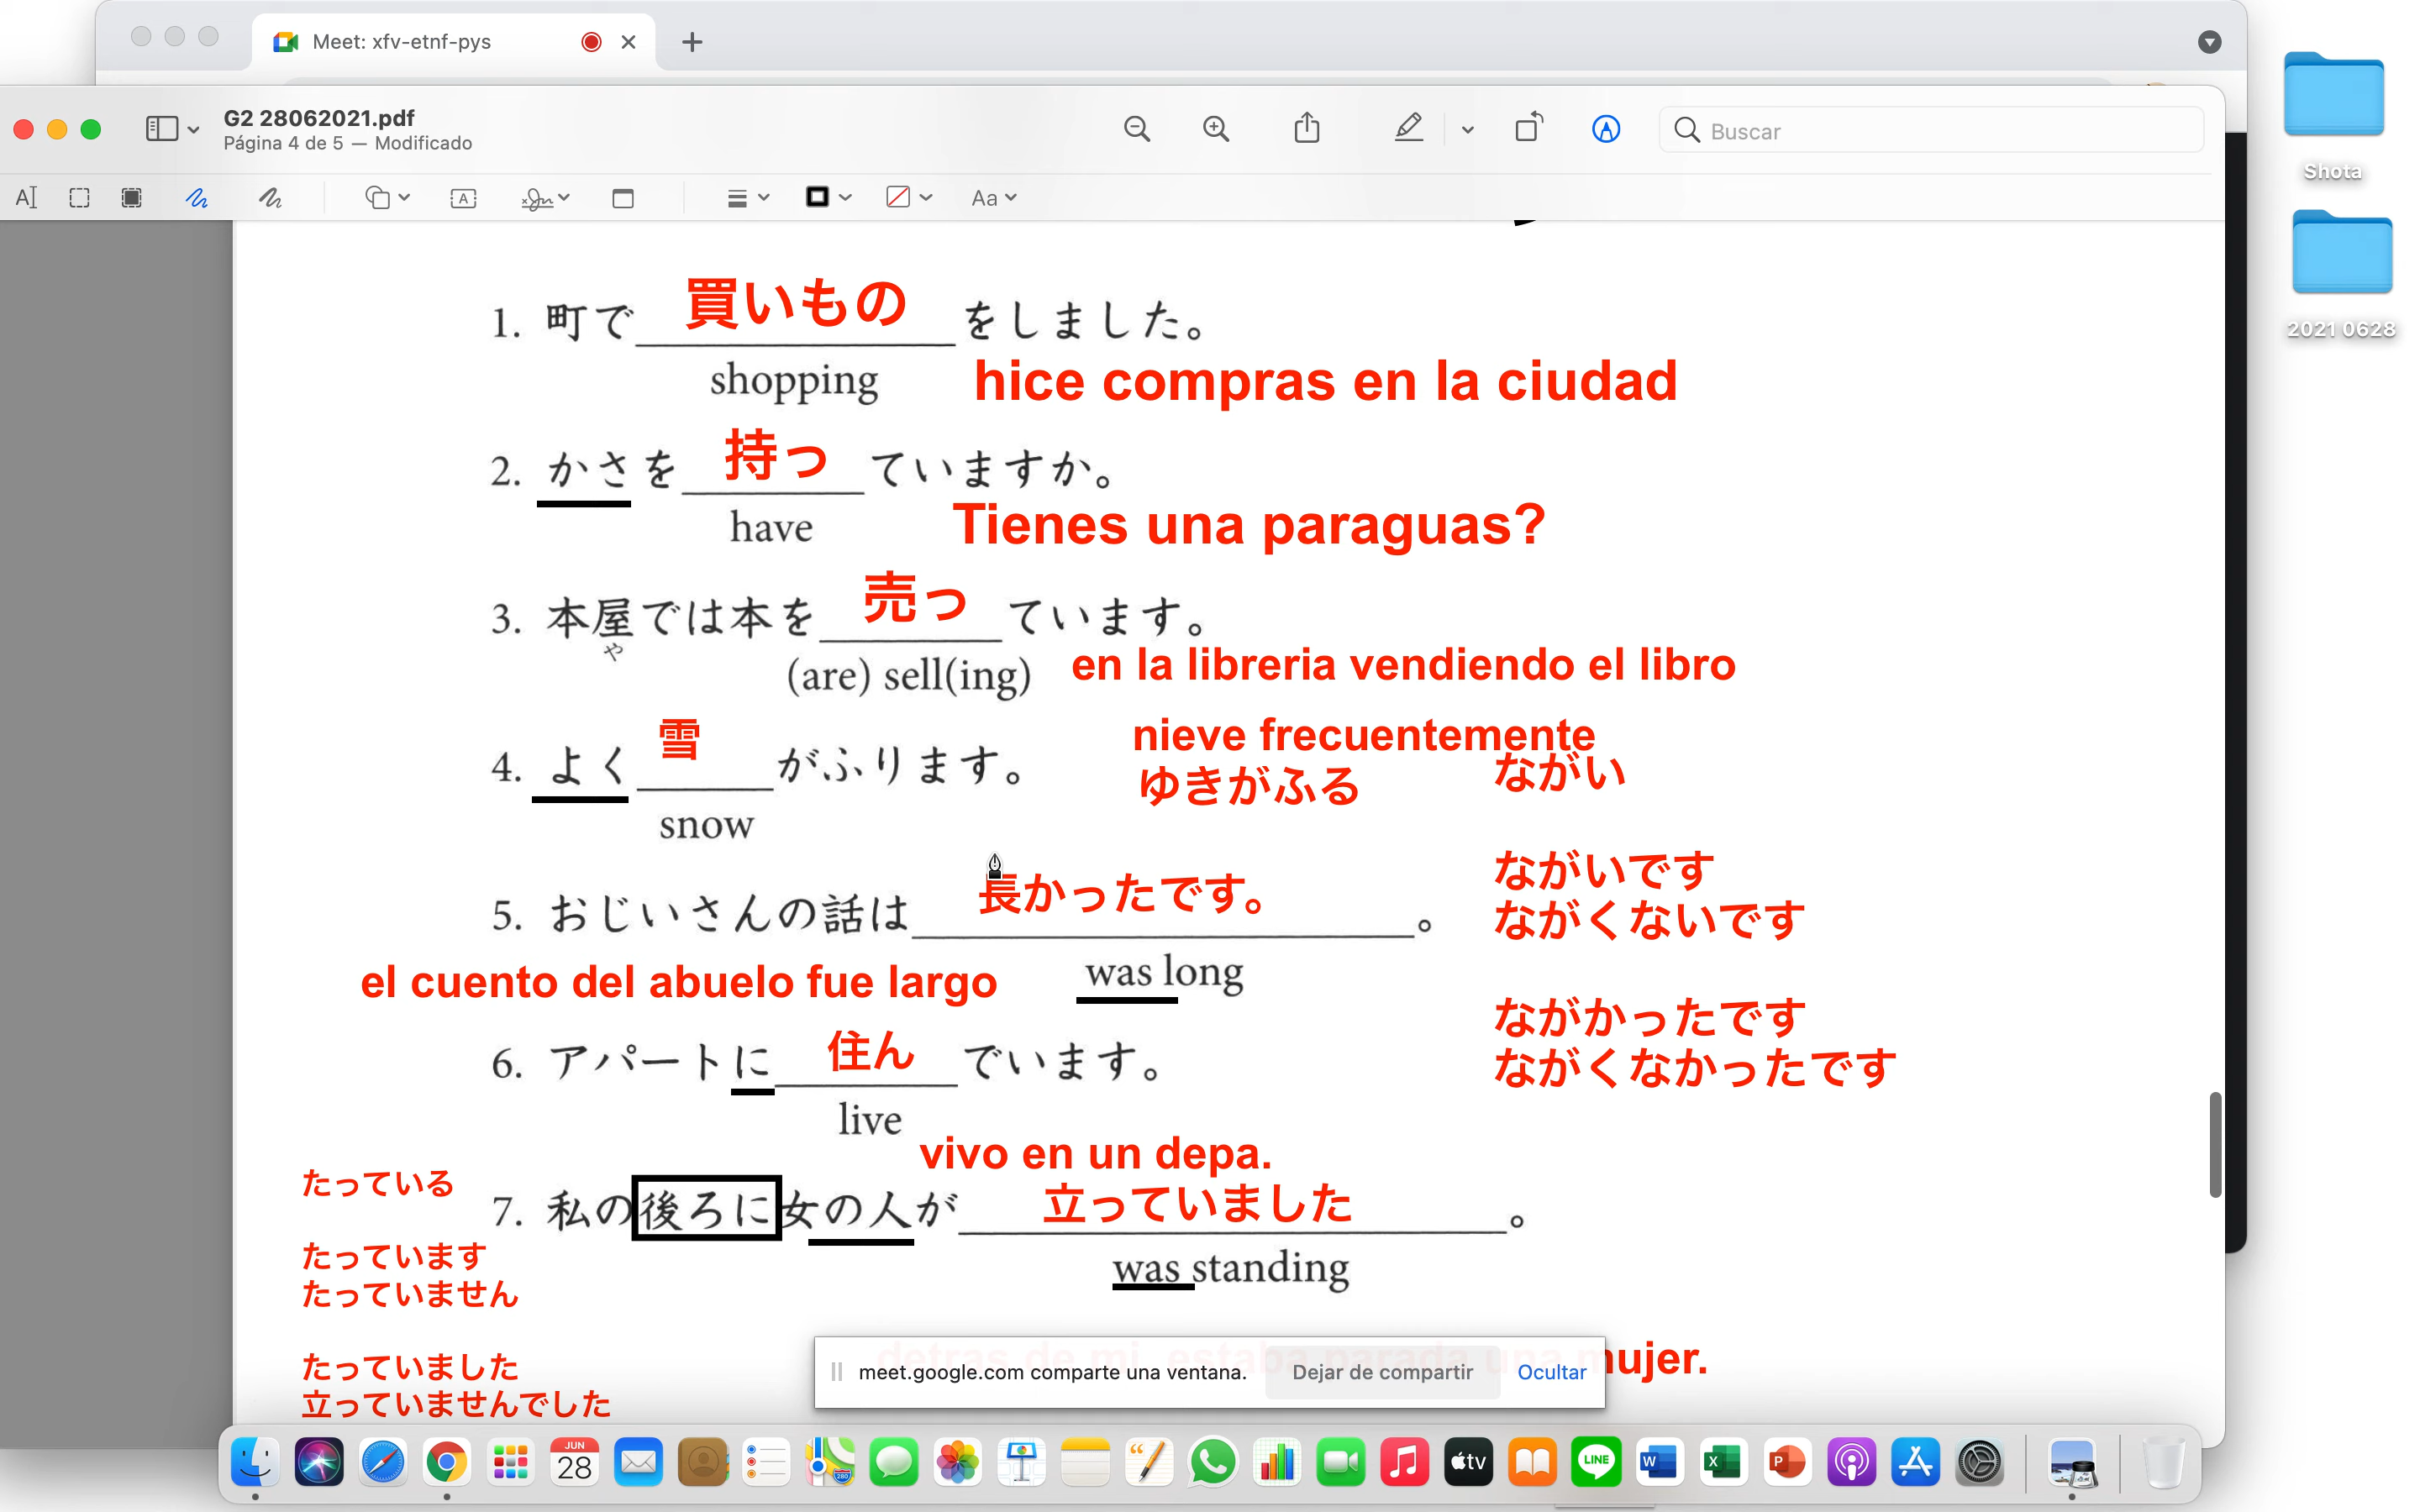 Meet: xfv-etnf-pys
G2 28062021.pdf
Página 4 de 5 — Modificado
Buscar
Aa
Shota
2021 0628
1. 町で 買いもの をしました。
shopping
hice compras en la ciudad
2. かさを 持っ ていますか。
have
Tienes una paraguas?
3. 本屋では本を 売っ ています。
や
(are) sell(ing)
en la libreria vendiendo el libro
4. よく 雪 がふります。
snow
nieve frecuentemente
ゆきがふる
ながい
ながいです
ながくないです
5. おじいさんの話は 長かったです。 。
was long
el cuento del abuelo fue largo
ながかったです
ながくなかったです
6. アパートに 住ん でいます。
live
vivo en un depa.
たっている
7. 私の後ろに女の人が 立っていました 。
was standing
たっています
たっていません
たっていました
立っていませんでした
detras de mi, estaba parada una mujer.
meet.google.com comparte una ventana.
Dejar de compartir
Ocultar
JUN
28
280
tv
LINE
W
X
P